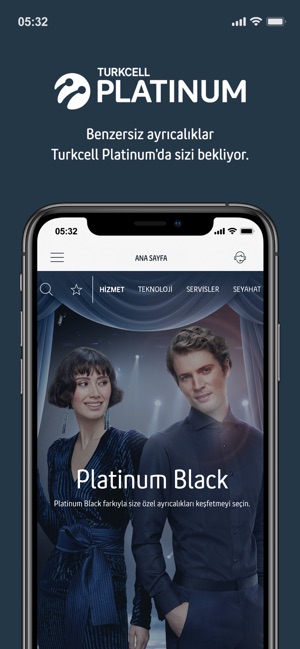 05:32
TURKCELL
PLATINUM
Benzersiz ayrıcalıklar
Turkcell Platinum'da sizi bekliyor.
05:32
ANA SAYFA
HİZMET TEKNOLOJİ SERVİSLER SEYAHAT
Platinum Black
Platinum Black farkıyla size özel ayrıcalıkları keşfetmeyi seçin.